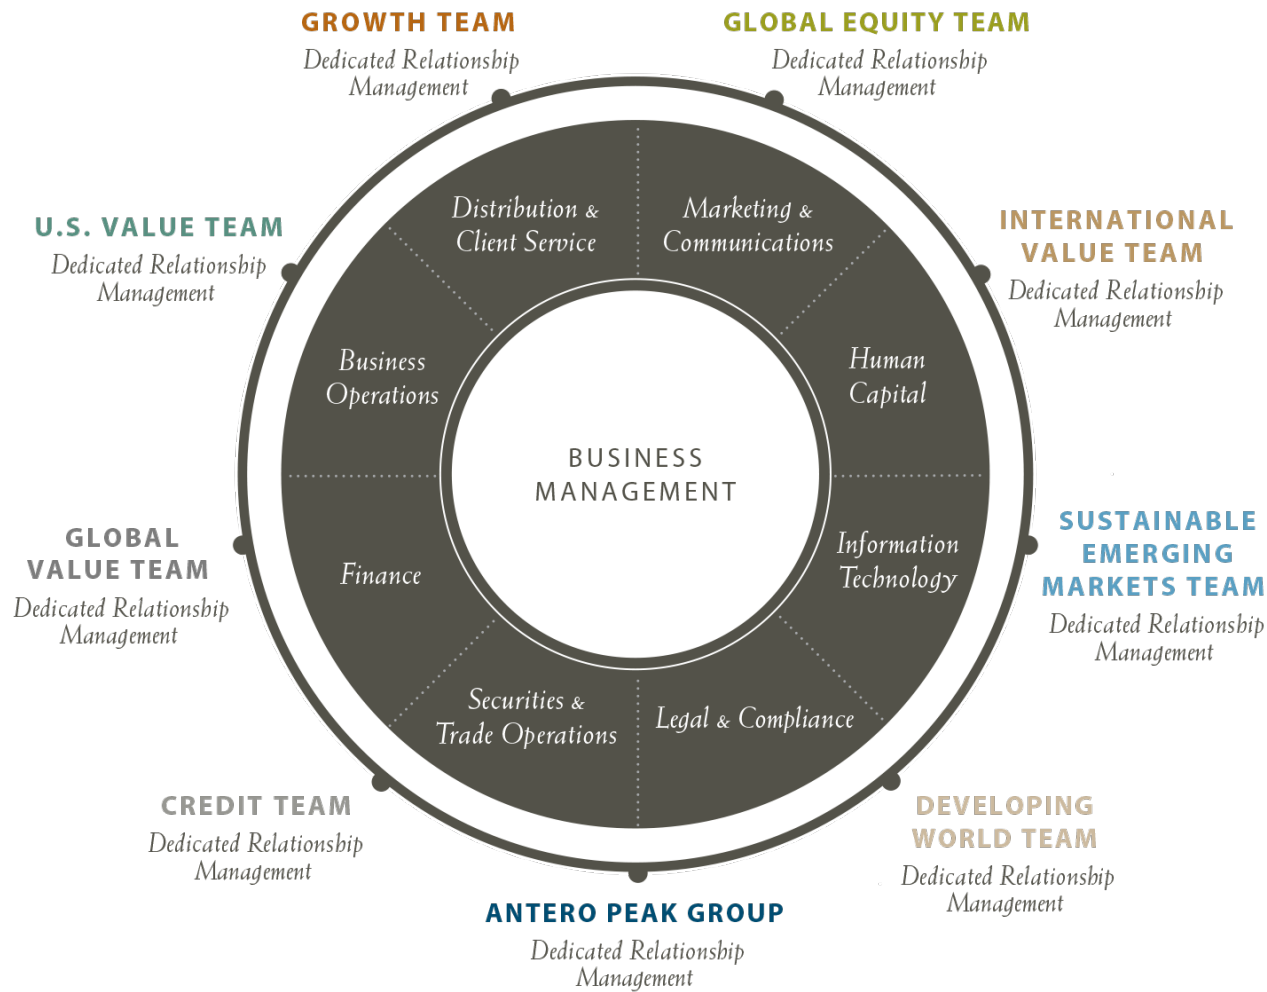 GROWTH TEAM
Dedicated Relationship
Management
GLOBAL EQUITY TEAM
Dedicated Relationship
Management
U.S. VALUE TEAM
Dedicated Relationship
Management
INTERNATIONAL
VALUE TEAM
Dedicated Relationship
Management
Distribution &
Client Service
Marketing &
Communications
Business
Operations
Human
Capital
BUSINESS
MANAGEMENT
GLOBAL
VALUE TEAM
Dedicated Relationship
Management
Finance
Information
Technology
SUSTAINABLE
EMERGING
MARKETS TEAM
Dedicated Relationship
Management
Securities &
Trade Operations
Legal & Compliance
CREDIT TEAM
Dedicated Relationship
Management
DEVELOPING
WORLD TEAM
Dedicated Relationship
Management
ANTERO PEAK GROUP
Dedicated Relationship
Management